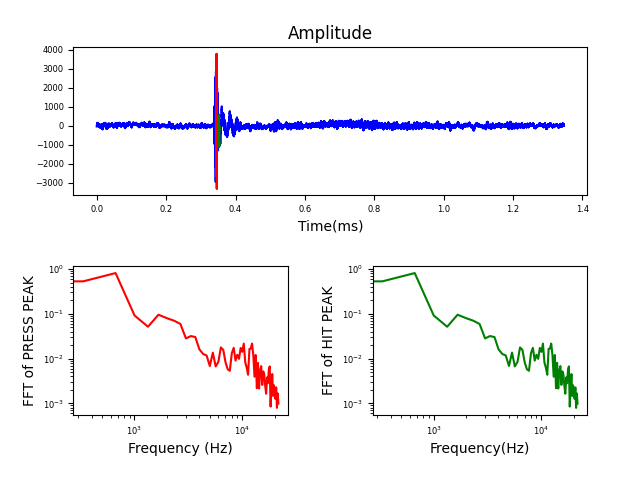 Amplitude
4000
3000
2000
1000
0
−1000
−2000
−3000
0.0 0.2 0.4 0.6 0.8 1.0 1.2 1.4
Time(ms)
FFT of PRESS PEAK
10⁰
10⁻¹
10⁻²
10⁻³
10³ 10⁴
Frequency (Hz)
FFT of HIT PEAK
10⁰
10⁻¹
10⁻²
10⁻³
10³ 10⁴
Frequency(Hz)